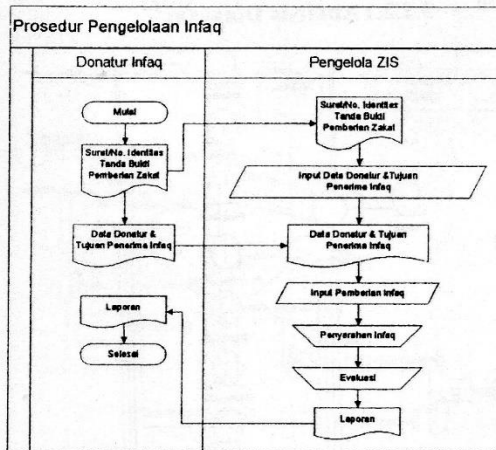 Prosedur Pengelolaan Infaq
Donatur Infaq
Pengelola ZIS
Mulai
Surat/No. Identitas
Tanda Bukti
Pemberian Zakat
Data Donatur &
Tujuan Penerima Infaq
Laporan
Selesai
Surat/No. Identitas
Tanda Bukti
Pemberian Zakat
Input Data Donatur &Tujuan
Penerima Infaq
Data Donatur & Tujuan
Penerima Infaq
Input Pemberian Infaq
Penyerahan Infaq
Evaluasi
Laporan